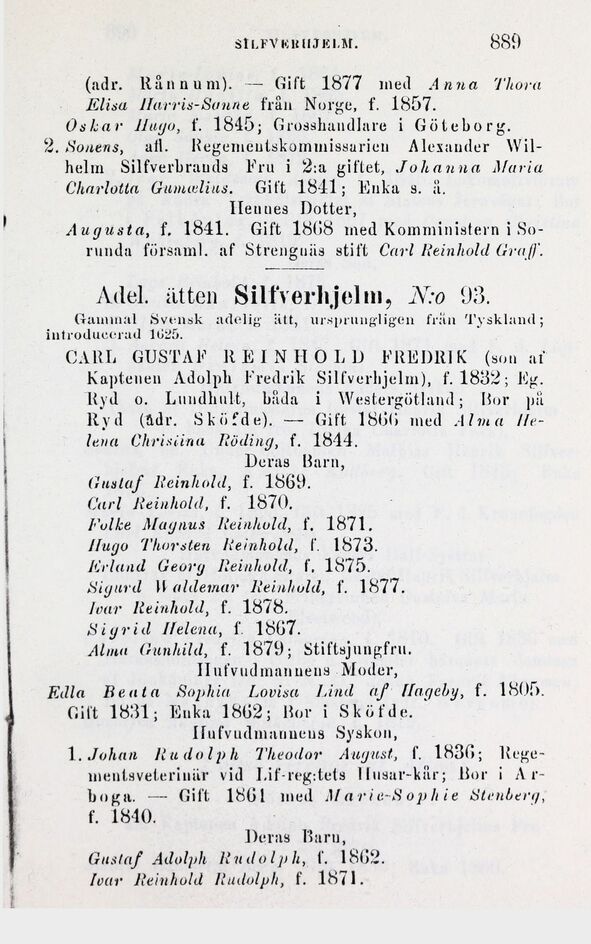 SILFVERHJELM. 889
(adr. Rånnum). — Gift 1877 med Anna Thora
Elisa Harris-Sanne från Norge, f. 1857.
Oskar Hugo, f. 1845; Grosshandlare i Göteborg.
2. Sonens, afl. Regementskommissarien Alexander Wil-
helm Silfverbrands Fru i 2:a giftet, Johanna Maria
Charlotta Gumælius. Gift 1841; Enka s. å.
Hennes Dotter,
Augusta, f. 1841. Gift 1868 med Komministern i So-
runda församl. af Strengnäs stift Carl Reinhold Graff.
Adel. ätten Silfverhjelm, N:o 93.
Gammal Svensk adelig ätt, ursprungligen från Tyskland;
introducerad 1625.
CARL GUSTAF REINHOLD FREDRIK (son af
Kaptenen Adolph Fredrik Silfverhjelm), f. 1832; Eg.
Ryd o. Lundhult, båda i Westergötland; Bor på
Ryd (adr. Sköfde). — Gift 1866 med Alma He-
lena Chrisiina Röding, f. 1844.
Deras Barn,
Gustaf Reinhold, f. 1869.
Carl Reinhold, f. 1870.
Folke Magnus Reinhold, f. 1871.
Hugo Thorsten Reinhold, f. 1873.
Erland Georg Reinhold, f. 1875.
Sigurd Waldemar Reinhold, f. 1877.
Ivar Reinhold, f. 1878.
Sigrid Helena, f. 1867.
Alma Gunhild, f. 1879; Stiftsjungfru.
Hufvudmannens Moder,
Edla Beata Sophia Lovisa Lind af Hageby, f. 1805.
Gift 1831; Enka 1862; Bor i Sköfde.
Hufvudmannens Syskon,
1. Johan Rudolph Theodor August, f. 1836; Rege-
mentsveterinär vid Lif-reg:tets Husar-kår; Bor i Ar-
boga. — Gift 1861 med Marie-Sophie Stenberg,
f. 1840.
Deras Barn,
Gustaf Adolph Rudolph, f. 1862.
Ivar Reinhold Rudolph, f. 1871.